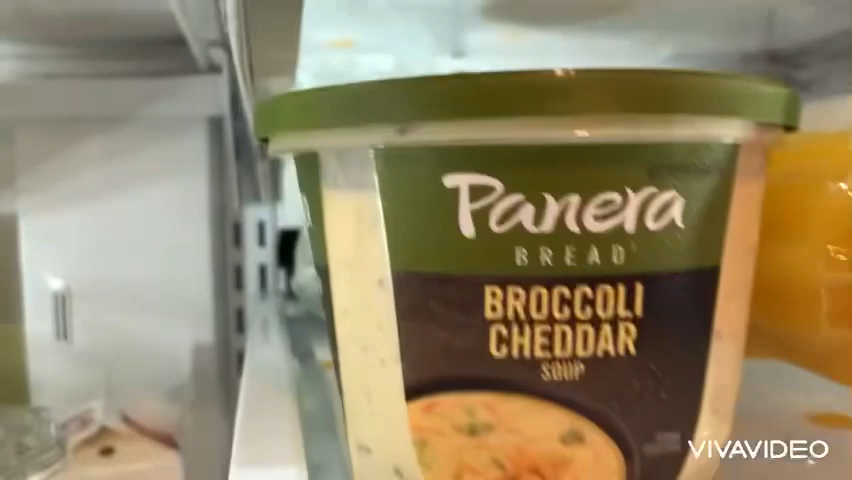 Panera
BREAD
BROCCOLI
CHEDDAR
SOUP
VIVAVIDEO